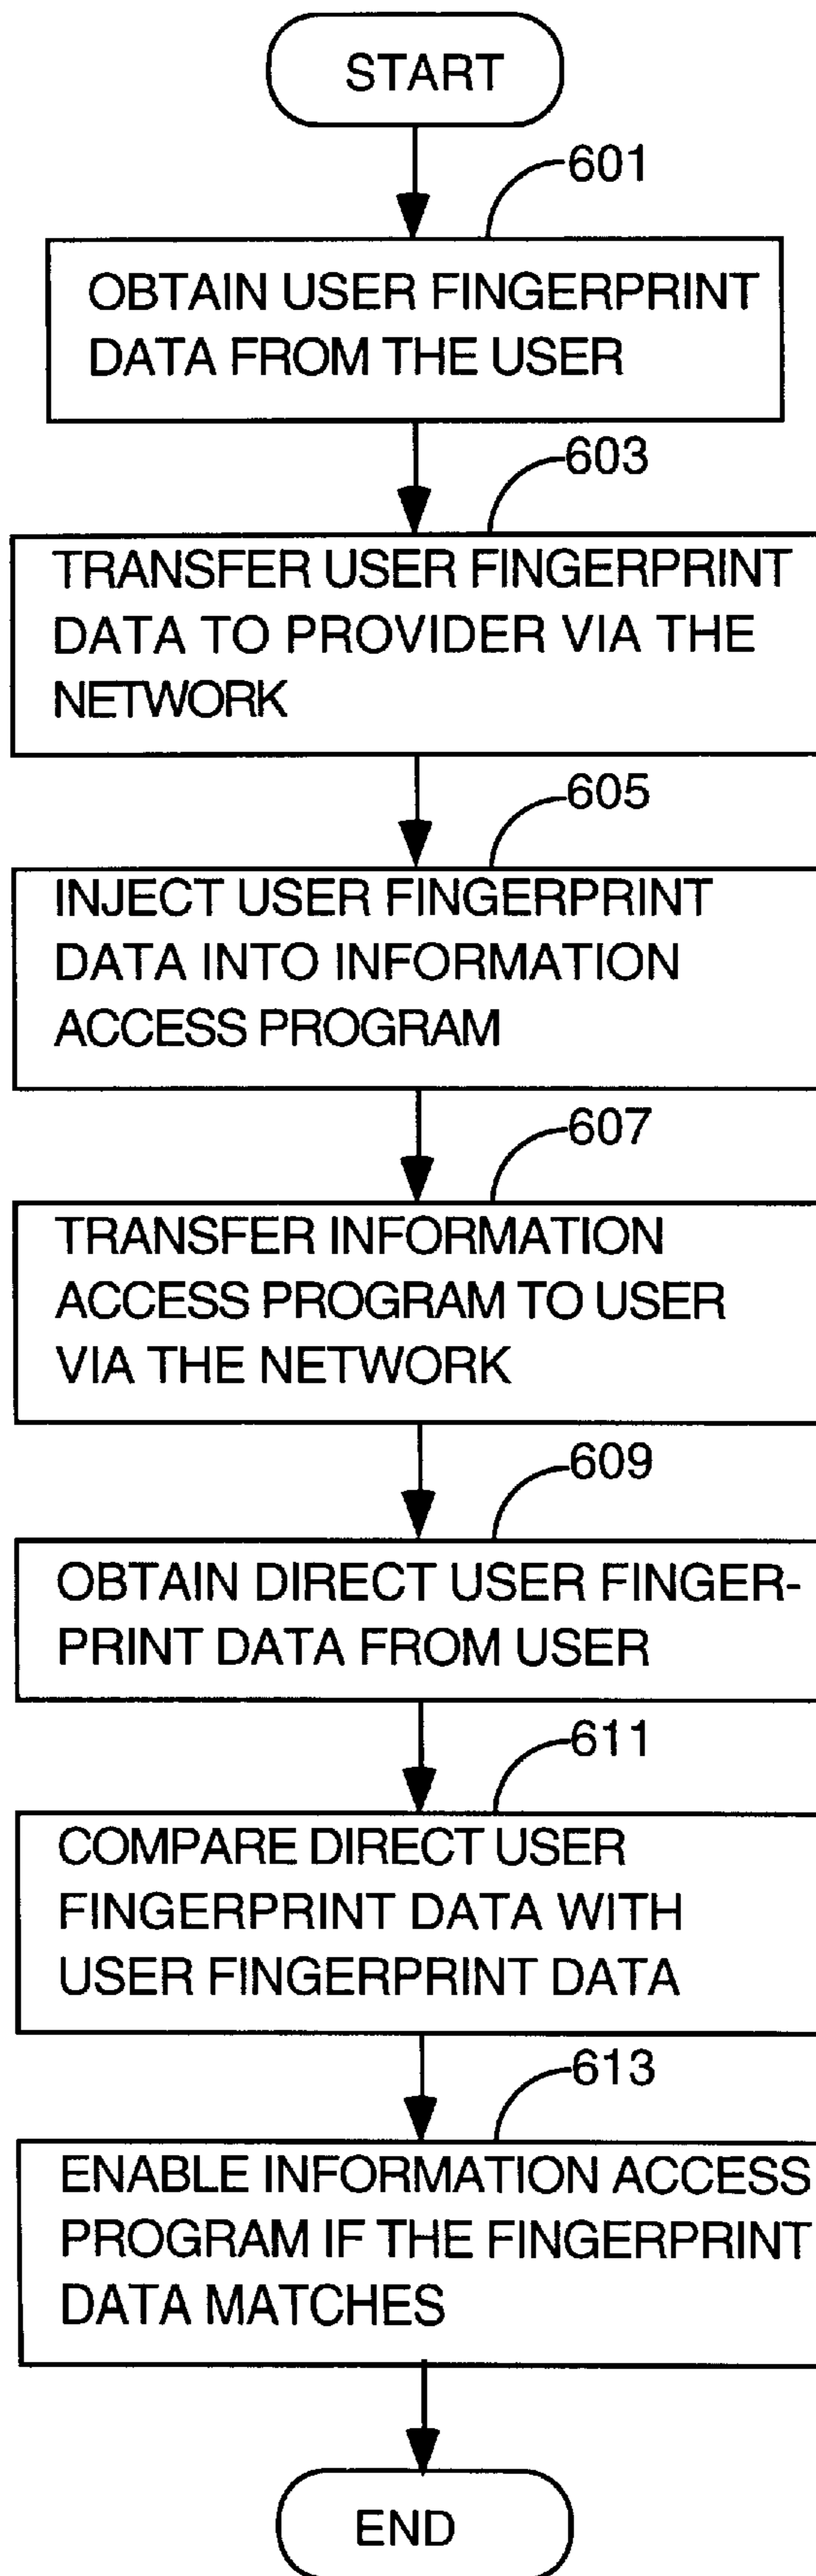 START
601
OBTAIN USER FINGERPRINT
DATA FROM THE USER
603
TRANSFER USER FINGERPRINT
DATA TO PROVIDER VIA THE
NETWORK
605
INJECT USER FINGERPRINT
DATA INTO INFORMATION
ACCESS PROGRAM
607
TRANSFER INFORMATION
ACCESS PROGRAM TO USER
VIA THE NETWORK
609
OBTAIN DIRECT USER FINGER-
PRINT DATA FROM USER
611
COMPARE DIRECT USER
FINGERPRINT DATA WITH
USER FINGERPRINT DATA
613
ENABLE INFORMATION ACCESS
PROGRAM IF THE FINGERPRINT
DATA MATCHES
END